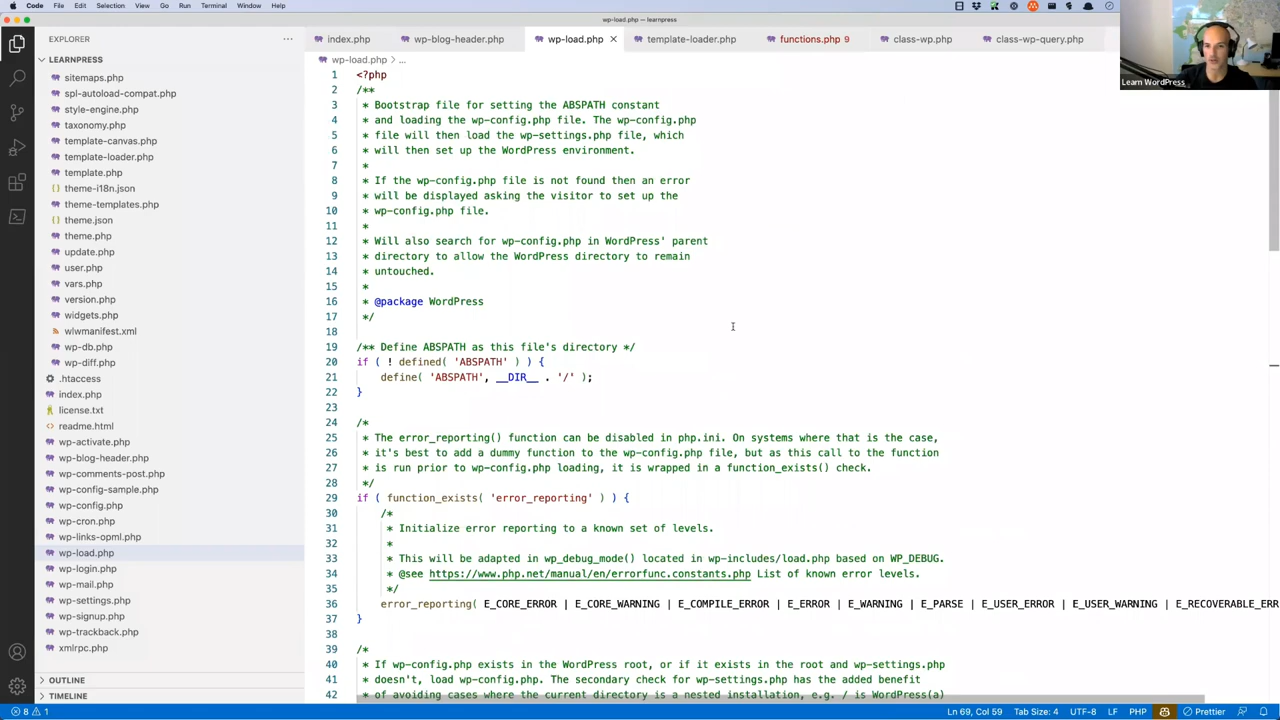 Code File Edit Selection View Go Run Terminal Window Help
wp-load.php — learnpress
EXPLORER
LEARNPRESS
sitemaps.php
spl-autoload-compat.php
style-engine.php
taxonomy.php
template-canvas.php
template-loader.php
template.php
theme-i18n.json
theme-templates.php
theme.json
theme.php
update.php
user.php
vars.php
version.php
widgets.php
wlwmanifest.xml
wp-db.php
wp-diff.php
.htaccess
index.php
license.txt
readme.html
wp-activate.php
wp-blog-header.php
wp-comments-post.php
wp-config-sample.php
wp-config.php
wp-cron.php
wp-links-opml.php
wp-load.php
wp-login.php
wp-mail.php
wp-settings.php
wp-signup.php
wp-trackback.php
xmlrpc.php
OUTLINE
TIMELINE
index.php wp-blog-header.php wp-load.php template-loader.php functions.php 9 class-wp.php class-wp-query.php
Learn WordPress
wp-load.php > ...
1 <?php
2 /**
3 * Bootstrap file for setting the ABSPATH constant
4 * and loading the wp-config.php file. The wp-config.php
5 * file will then load the wp-settings.php file, which
6 * will then set up the WordPress environment.
7 *
8 * If the wp-config.php file is not found then an error
9 * will be displayed asking the visitor to set up the
10 * wp-config.php file.
11 *
12 * Will also search for wp-config.php in WordPress' parent
13 * directory to allow the WordPress directory to remain
14 * untouched.
15 *
16 * @package WordPress
17 */
18
19 /** Define ABSPATH as this file's directory */
20 if ( ! defined( 'ABSPATH' ) ) {
21 define( 'ABSPATH', __DIR__ . '/' );
22 }
23
24 /*
25 * The error_reporting() function can be disabled in php.ini. On systems where that is the case,
26 * it's best to add a dummy function to the wp-config.php file, but as this call to the function
27 * is run prior to wp-config.php loading, it is wrapped in a function_exists() check.
28 */
29 if ( function_exists( 'error_reporting' ) ) {
30 /*
31 * Initialize error reporting to a known set of levels.
32 *
33 * This will be adapted in wp_debug_mode() located in wp-includes/load.php based on WP_DEBUG.
34 * @see https://www.php.net/manual/en/errorfunc.constants.php List of known error levels.
35 */
36 error_reporting( E_CORE_ERROR | E_CORE_WARNING | E_COMPILE_ERROR | E_ERROR | E_WARNING | E_PARSE | E_USER_ERROR | E_USER_WARNING | E_RECOVERABLE_ERR
37 }
38
39 /*
40 * If wp-config.php exists in the WordPress root, or if it exists in the root and wp-settings.php
41 * doesn't, load wp-config.php. The secondary check for wp-settings.php has the added benefit
42 * of avoiding cases where the current directory is a nested installation, e.g. / is WordPress(a)
8 1 Ln 69, Col 59 Tab Size: 4 UTF-8 LF PHP Prettier